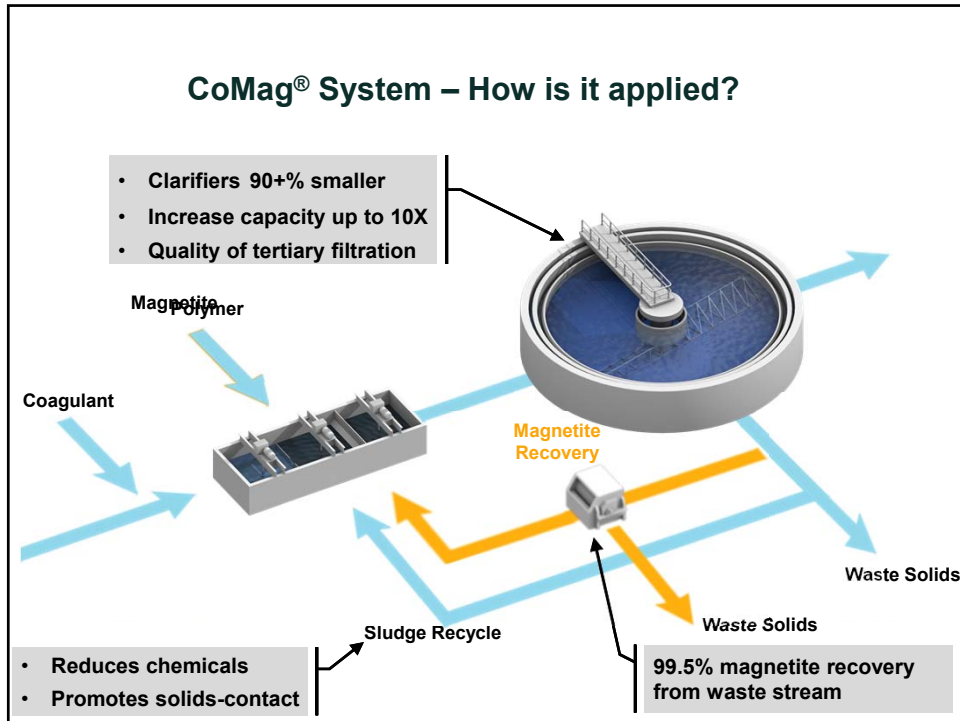 CoMag® System – How is it applied?
• Clarifiers 90+% smaller
• Increase capacity up to 10X
• Quality of tertiary filtration
Magnetite
Polymer
Coagulant
Magnetite
Recovery
Waste Solids
Waste Solids
Sludge Recycle
• Reduces chemicals
• Promotes solids-contact
99.5% magnetite recovery
from waste stream